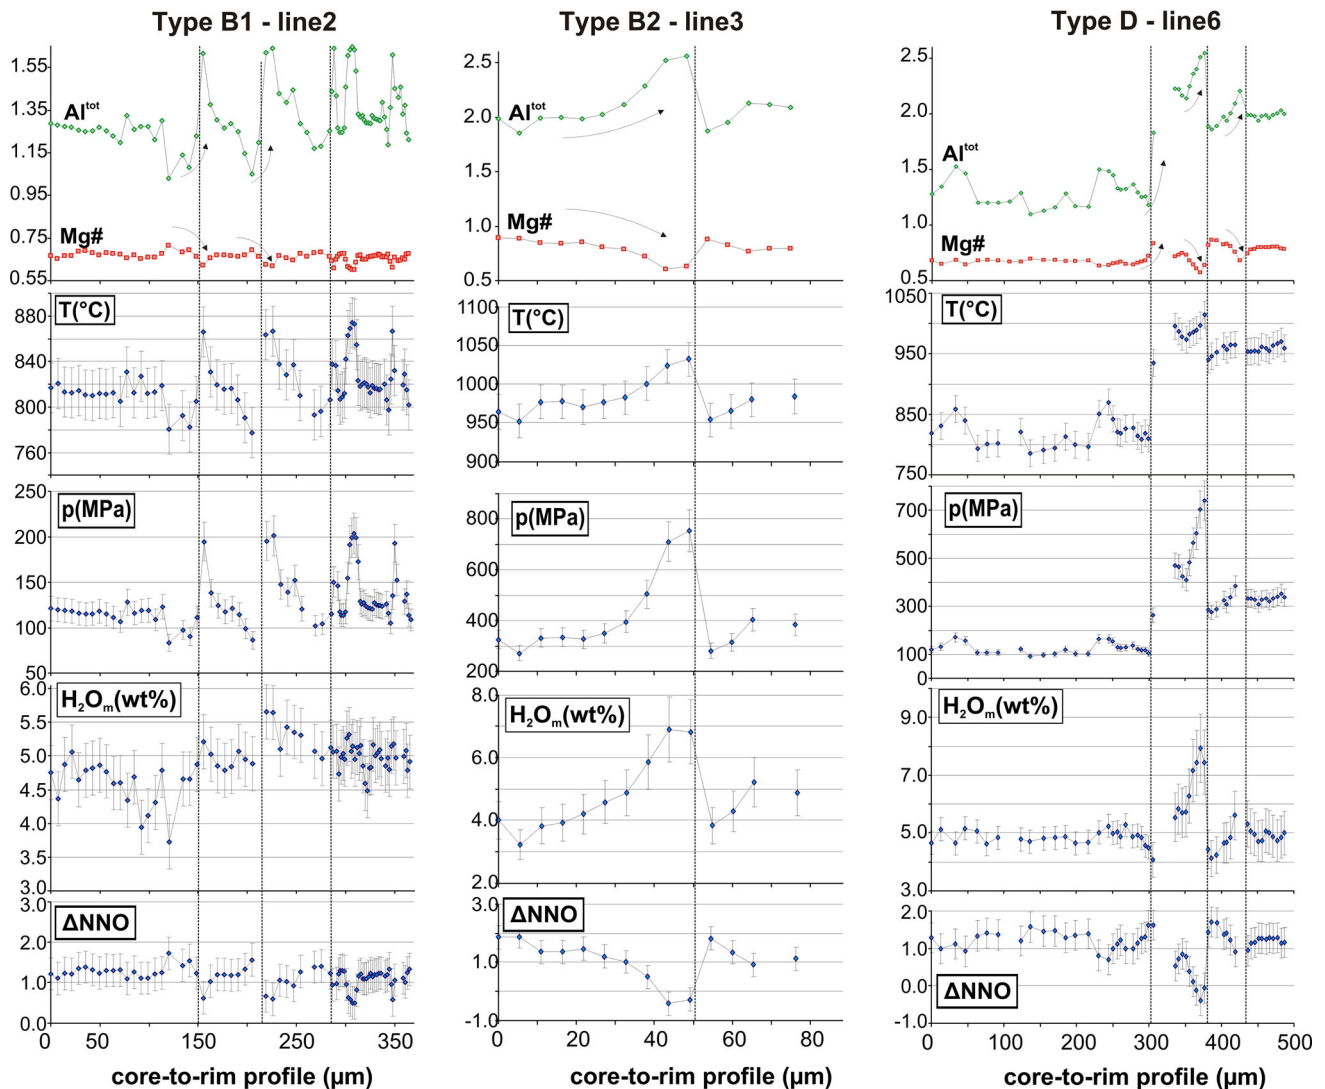 Type B1 - line2
Type B2 - line3
Type D - line6
1.55
1.35
1.15
0.95
0.75
0.55
Al^tot
Mg#
2.5
2.0
1.5
1.0
0.5
Al^tot
Mg#
2.5
2.0
1.5
1.0
0.5
Al^tot
Mg#
T(°C)
880
840
800
760
T(°C)
1100
1050
1000
950
900
T(°C)
1050
950
850
750
p(MPa)
250
200
150
100
50
p(MPa)
800
600
400
200
p(MPa)
700
500
300
100
0
H₂Oₘ(wt%)
6.0
5.5
5.0
4.5
4.0
3.5
3.0
H₂Oₘ(wt%)
8.0
6.0
4.0
2.0
H₂Oₘ(wt%)
9.0
7.0
5.0
3.0
ΔNNO
3.0
2.0
1.0
0.0
ΔNNO
3.0
1.0
-1.0
ΔNNO
2.0
1.0
0.0
-1.0
0 50 150 250 350
0 20 40 60 80
0 100 200 300 400 500
core-to-rim profile (µm)
core-to-rim profile (µm)
core-to-rim profile (µm)